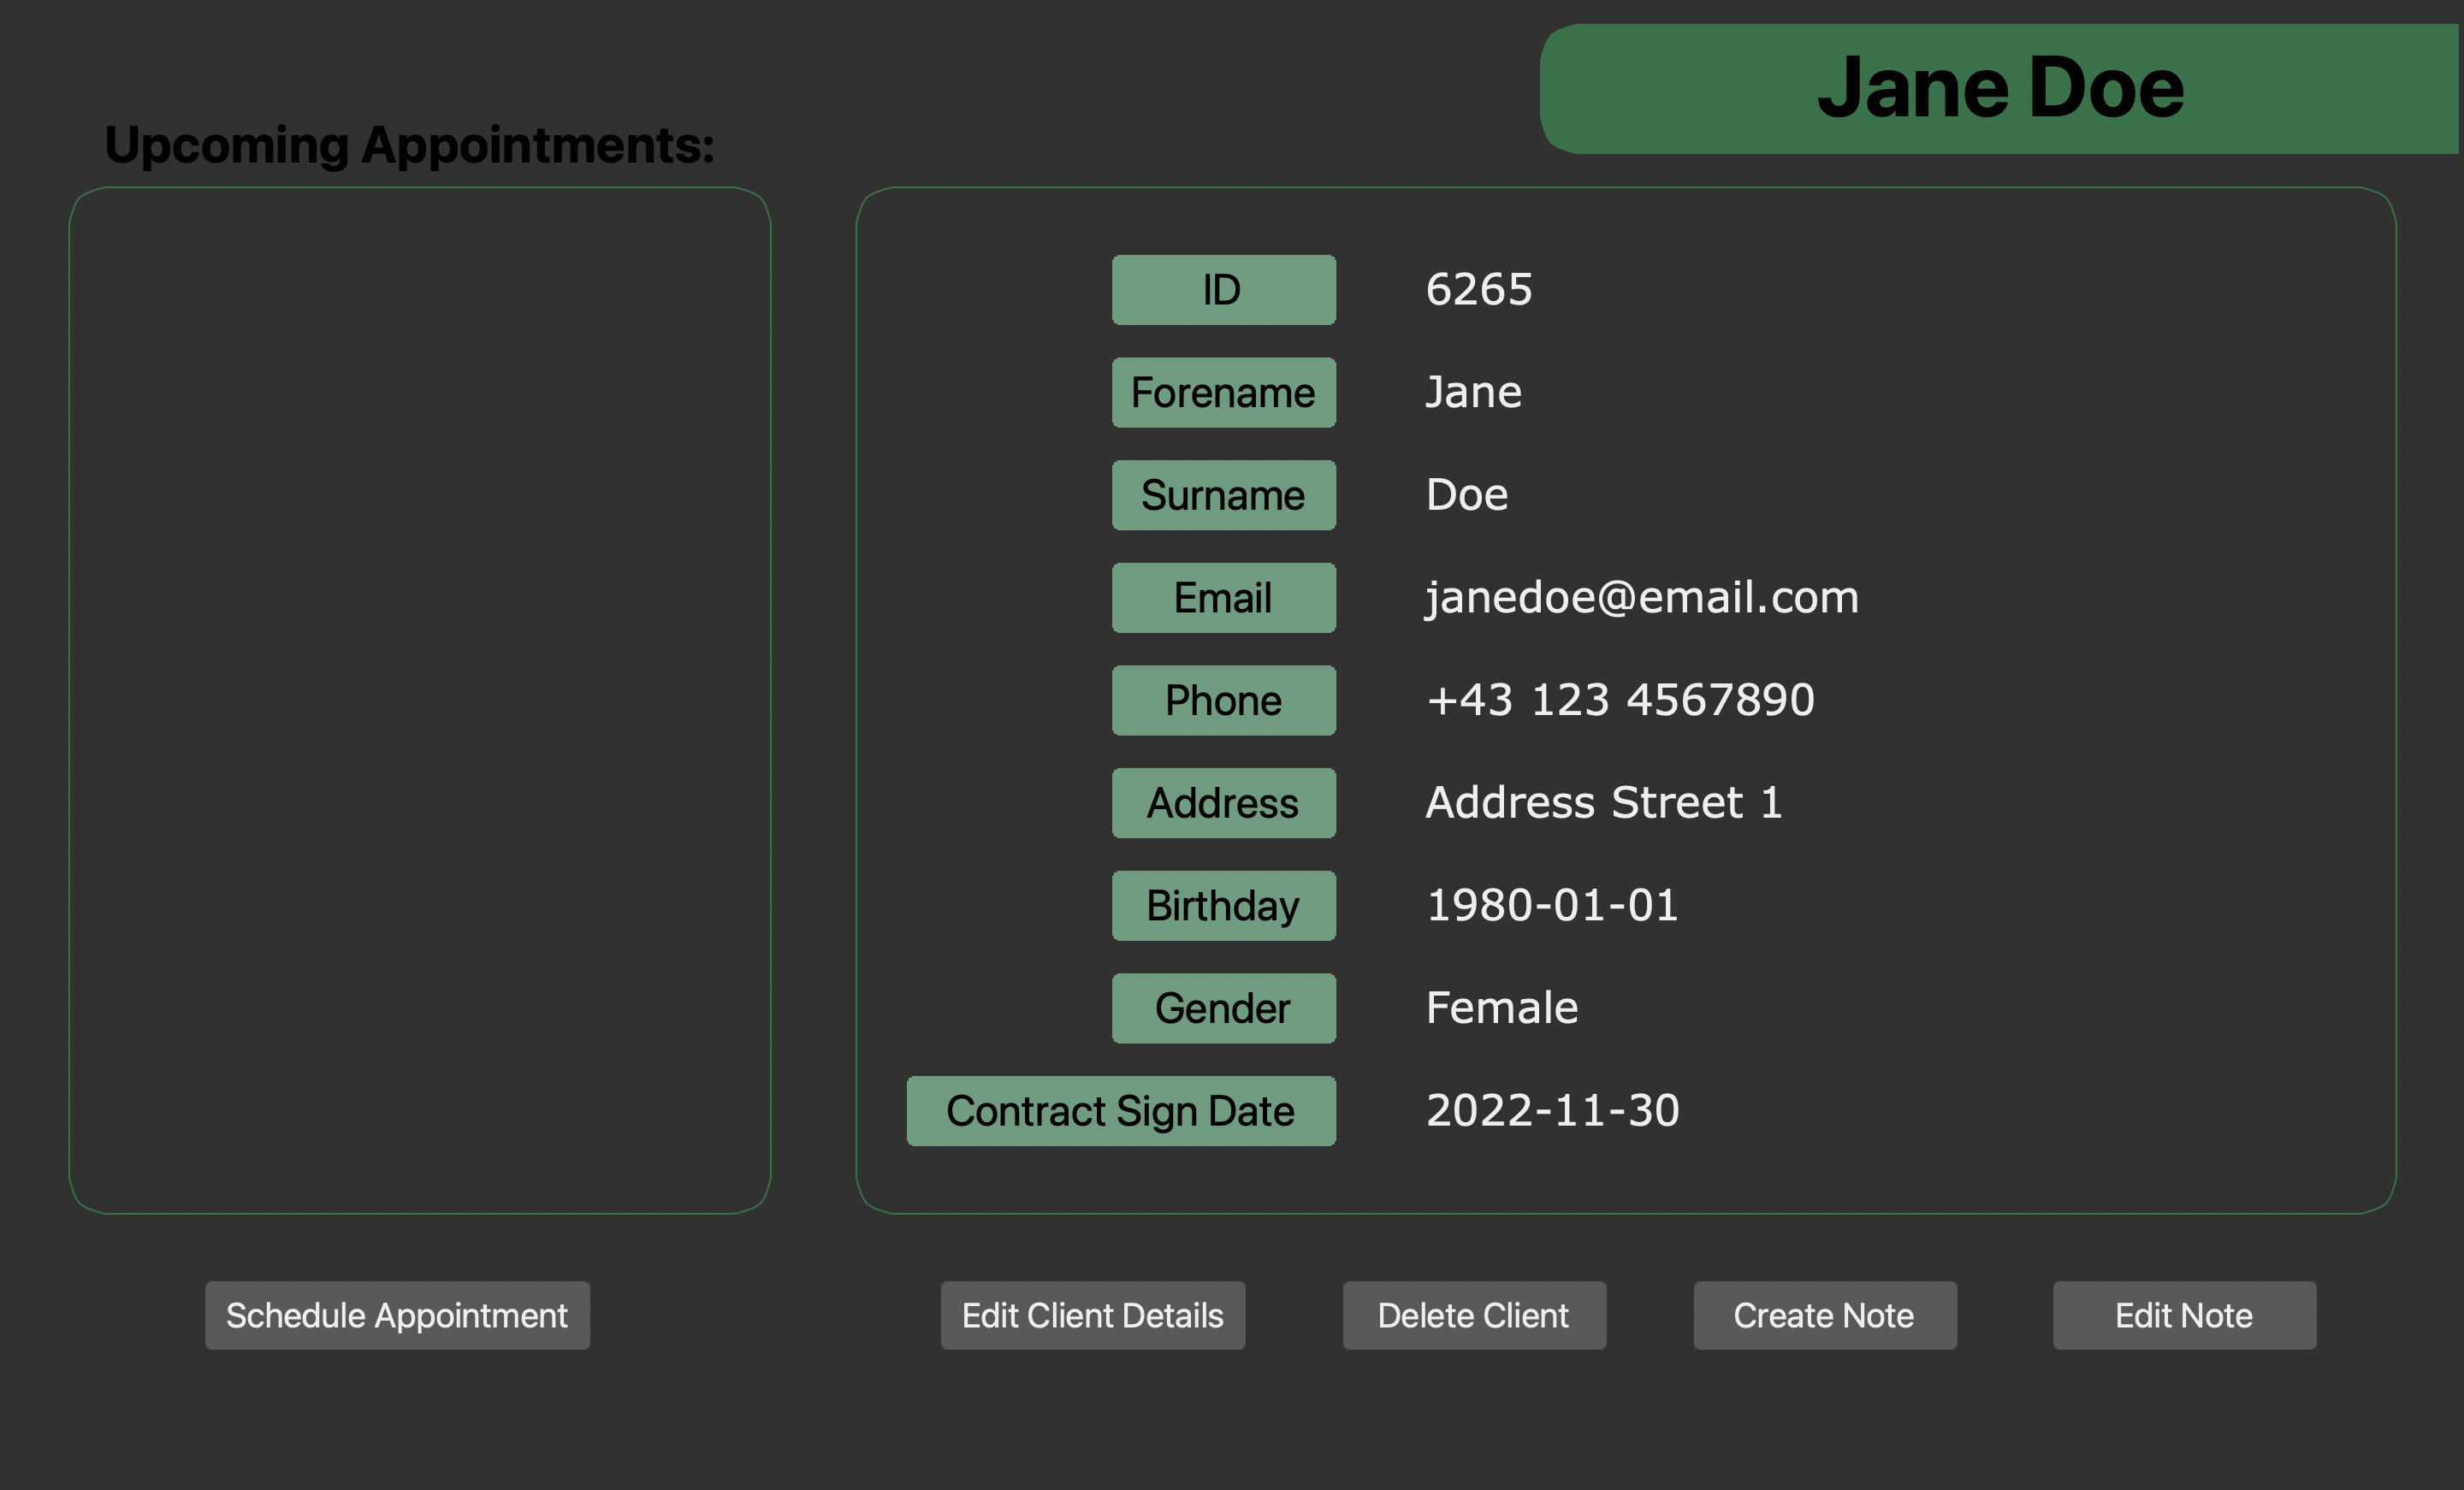 Jane Doe
Upcoming Appointments:
ID 6265
Forename Jane
Surname Doe
Email janedoe@email.com
Phone +43 123 4567890
Address Address Street 1
Birthday 1980-01-01
Gender Female
Contract Sign Date 2022-11-30
Schedule Appointment Edit Client Details Delete Client Create Note Edit Note